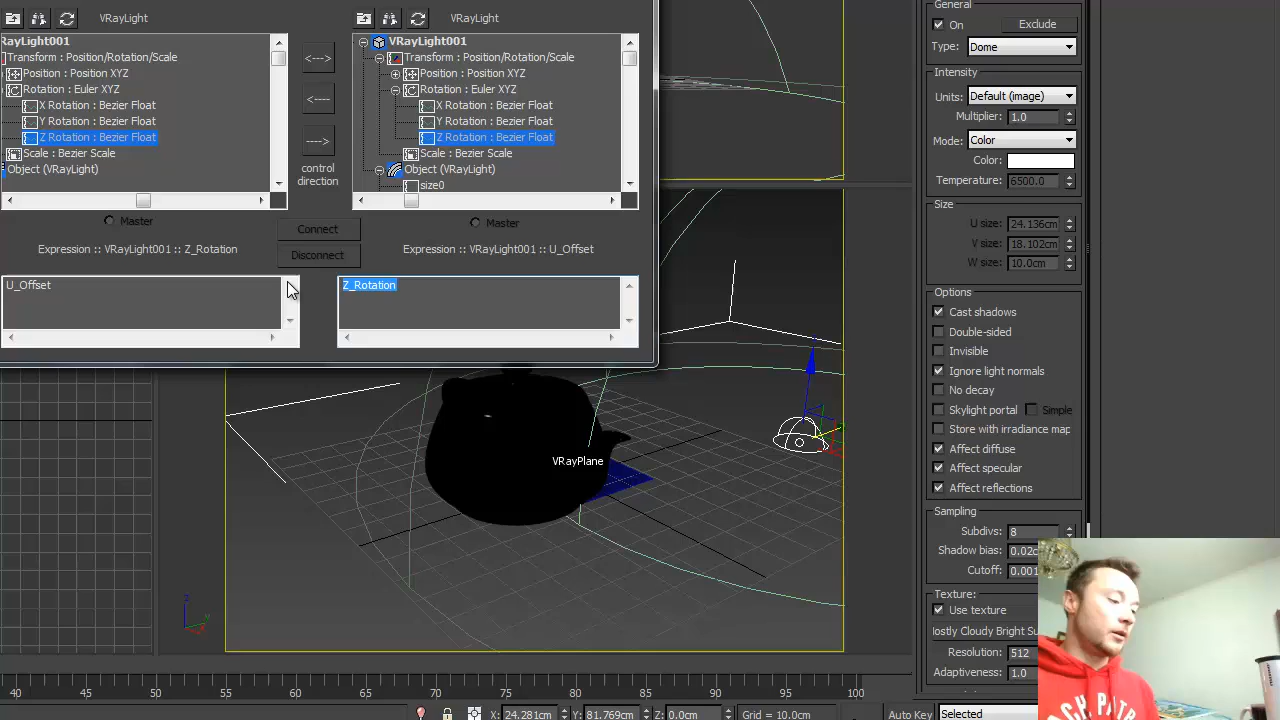 VRayLight
VRayLight
RayLight001
Transform : Position/Rotation/Scale
Position : Position XYZ
Rotation : Euler XYZ
X Rotation : Bezier Float
Y Rotation : Bezier Float
Z Rotation : Bezier Float
Scale : Bezier Scale
Object (VRayLight)
<--->
<----
---->
control
direction
VRayLight001
Transform : Position/Rotation/Scale
Position : Position XYZ
Rotation : Euler XYZ
X Rotation : Bezier Float
Y Rotation : Bezier Float
Z Rotation : Bezier Float
Scale : Bezier Scale
Object (VRayLight)
size0
Master
Connect
Master
Expression :: VRayLight001 :: Z_Rotation
Disconnect
Expression :: VRayLight001 :: U_Offset
U_Offset
Z_Rotation
VRayPlane
General
On
Exclude
Type: Dome
Intensity
Units: Default (image)
Multiplier: 1.0
Mode: Color
Color:
Temperature: 6500.0
Size
U size: 24.136cm
V size: 18.102cm
W size: 10.0cm
Options
Cast shadows
Double-sided
Invisible
Ignore light normals
No decay
Skylight portal Simple
Store with irradiance map
Affect diffuse
Affect specular
Affect reflections
Sampling
Subdivs: 8
Shadow bias: 0.02c
Cutoff: 0.001
Texture:
Use texture
lostly Cloudy Bright Su
Resolution: 512
Adaptiveness: 1.0
z
40 45 50 55 60 65 70 75 80 85 90 95 100
X: 24.281cm Y: 81.769cm Z: 0.0cm Grid = 10.0cm Auto Key Selected